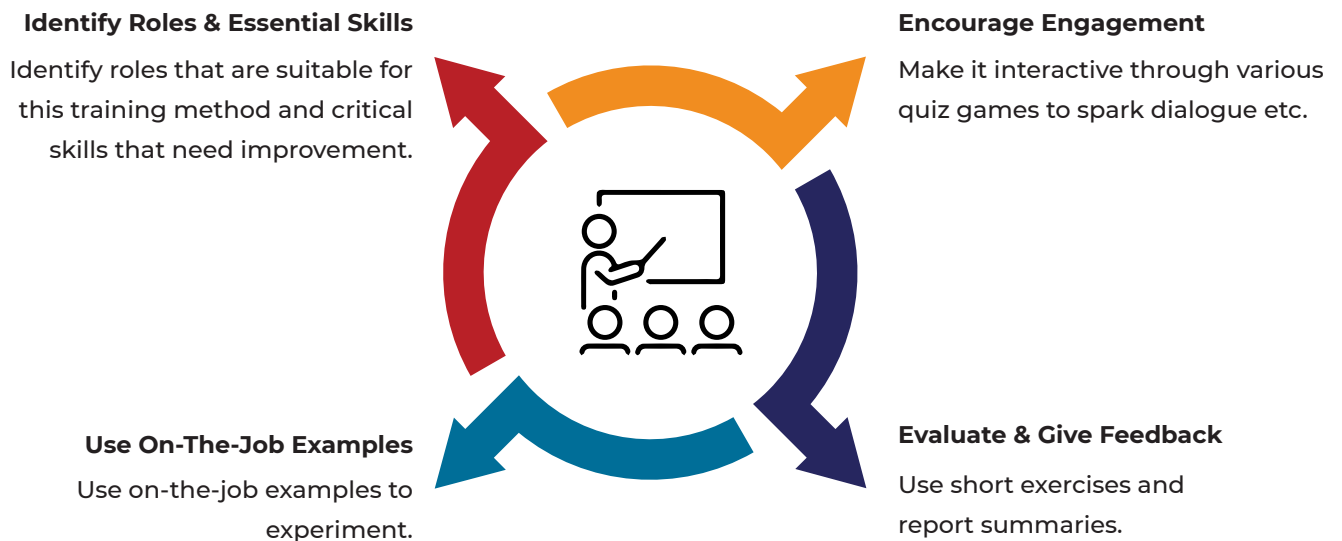 Identify Roles & Essential Skills
Identify roles that are suitable for
this training method and critical
skills that need improvement.
Encourage Engagement
Make it interactive through various
quiz games to spark dialogue etc.
Use On-The-Job Examples
Use on-the-job examples to
experiment.
Evaluate & Give Feedback
Use short exercises and
report summaries.